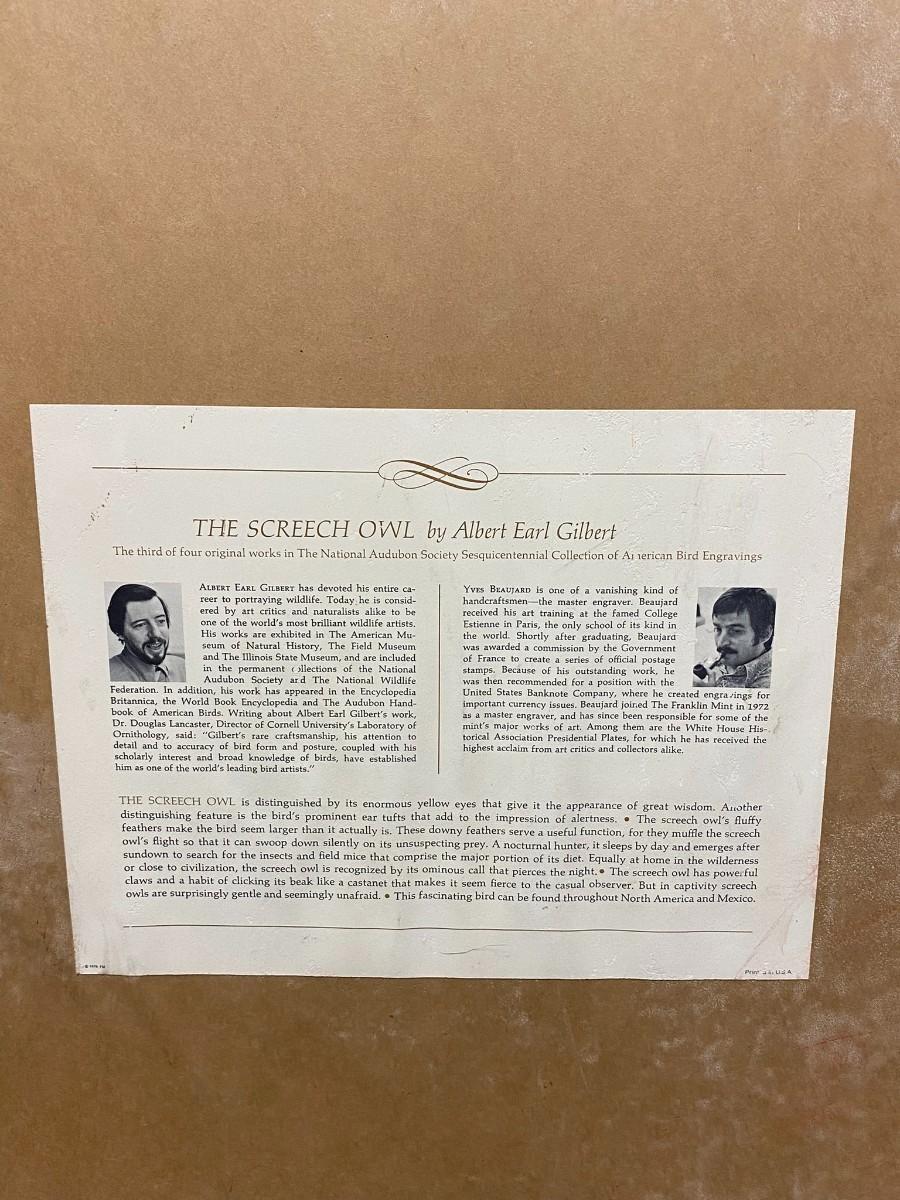 THE SCREECH OWL by Albert Earl Gilbert
The third of four original works in The National Audubon Society Sesquicentennial Collection of American Bird Engravings
ALBERT EARL GILBERT has devoted his entire ca-
reer to portraying wildlife. Today he is consid-
ered by art critics and naturalists alike to be
one of the world's most brilliant wildlife artists.
His works are exhibited in The American Mu-
seum of Natural History, The Field Museum
and The Illinois State Museum, and are included
in the permanent collections of the National
Audubon Society and The National Wildlife
Federation. In addition, his work has appeared in the Encyclopedia
Britannica, the World Book Encyclopedia and The Audubon Hand-
book of American Birds. Writing about Albert Earl Gilbert's work,
Dr. Douglas Lancaster, Director of Cornell University's Laboratory of
Ornithology, said: "Gilbert's rare craftsmanship, his attention to
detail and to accuracy of bird form and posture, coupled with his
scholarly interest and broad knowledge of birds, have established
him as one of the world's leading bird artists."
YVES BEAUJARD is one of a vanishing kind of
handcraftsmen—the master engraver. Beaujard
received his art training at the famed College
Estienne in Paris, the only school of its kind in
the world. Shortly after graduating, Beaujard
was awarded a commission by the Government
of France to create a series of official postage
stamps. Because of his outstanding work, he
was then recommended for a position with the
United States Banknote Company, where he created engravings for
important currency issues. Beaujard joined The Franklin Mint in 1972
as a master engraver, and has since been responsible for some of the
mint's major works of art. Among them are the White House His-
torical Association Presidential Plates, for which he has received the
highest acclaim from art critics and collectors alike.
THE SCREECH OWL is distinguished by its enormous yellow eyes that give it the appearance of great wisdom. Another
distinguishing feature is the bird's prominent ear tufts that add to the impression of alertness. • The screech owl's fluffy
feathers make the bird seem larger than it actually is. These downy feathers serve a useful function, for they muffle the screech
owl's flight so that it can swoop down silently on its unsuspecting prey. A nocturnal hunter, it sleeps by day and emerges after
sundown to search for the insects and field mice that comprise the major portion of its diet. Equally at home in the wilderness
or close to civilization, the screech owl is recognized by its ominous call that pierces the night. • The screech owl has powerful
claws and a habit of clicking its beak like a castanet that makes it seem fierce to the casual observer. But in captivity screech
owls are surprisingly gentle and seemingly unafraid. • This fascinating bird can be found throughout North America and Mexico.